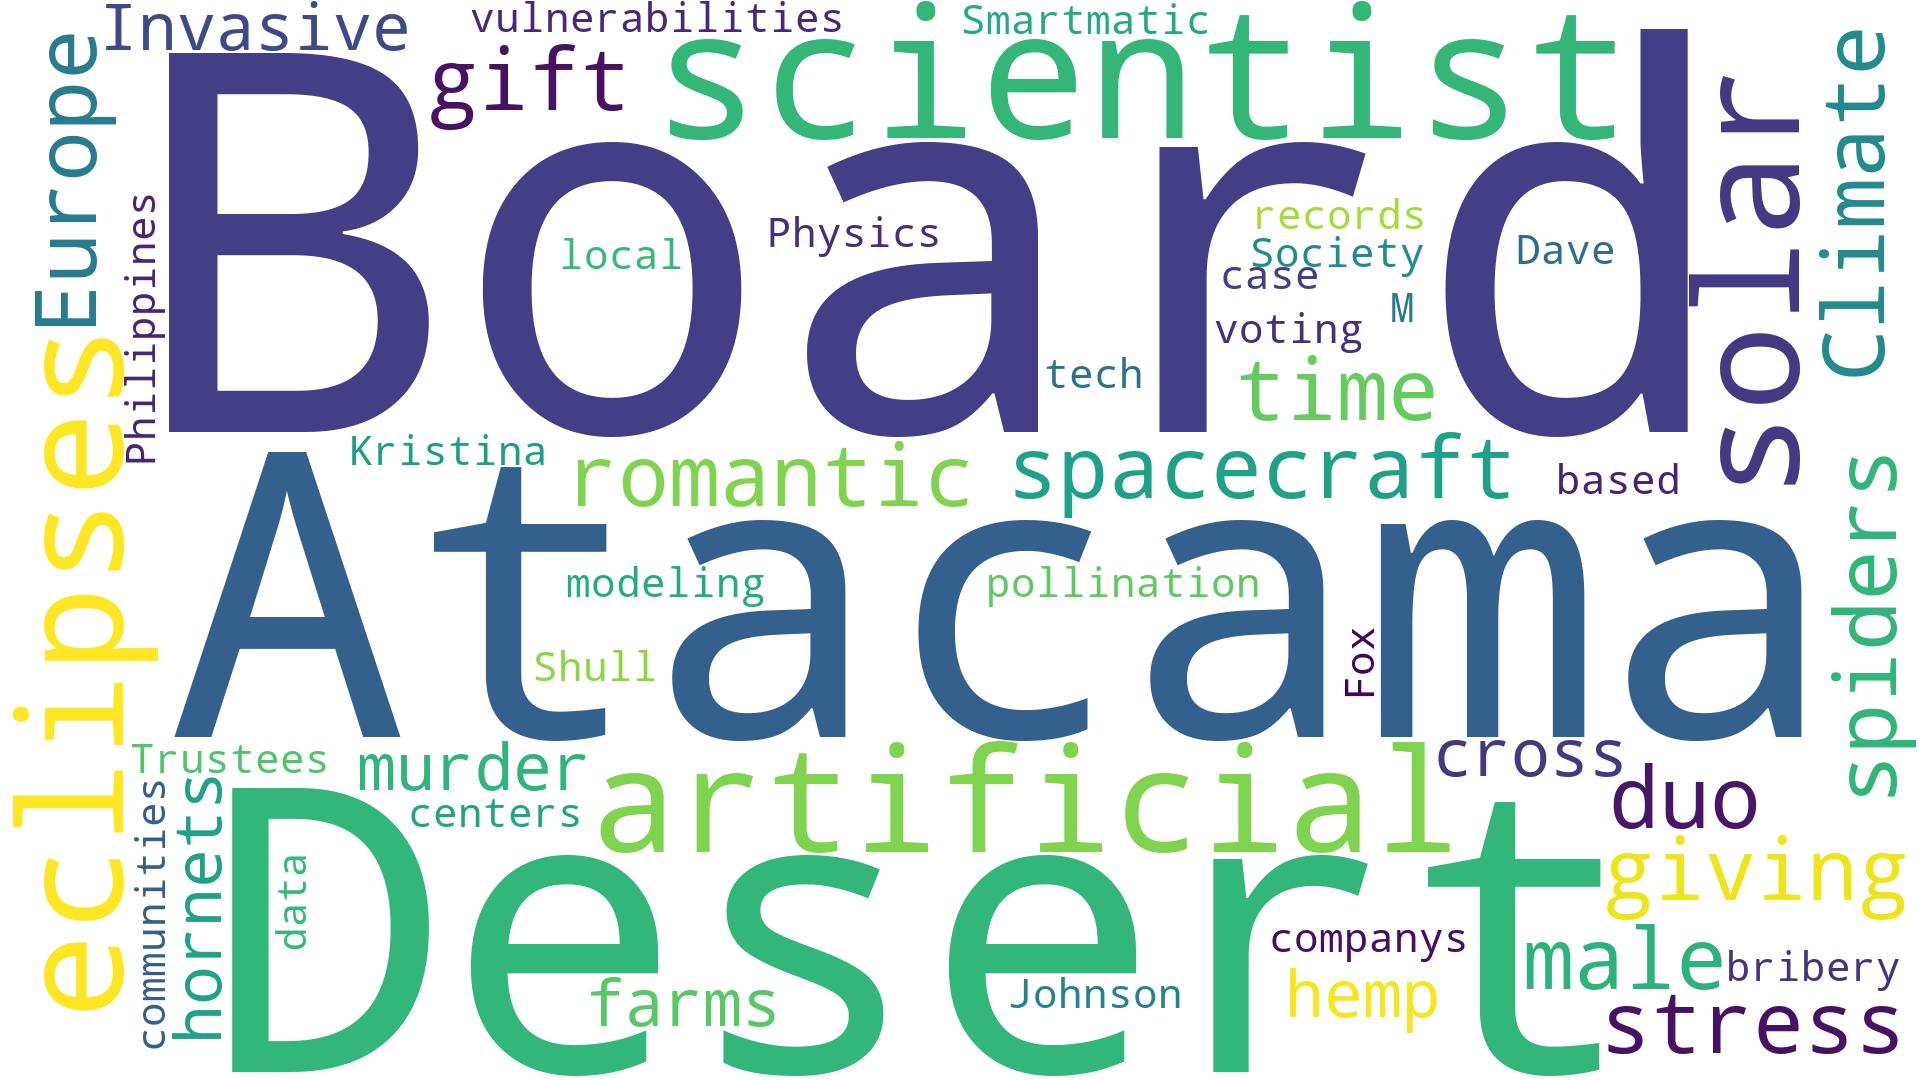 Invasive
vulnerabilities
Smartmatic
gift
scientist
Europe
Climate
Board
solar
Philippines
local
Physics
records
Society
case
Dave
M
voting
tech
time
eclipses
Kristina
romantic
spacecraft
based
spiders
Atacama
modeling
pollination
Shull
Fox
Trustees
murder
artificial
cross
centers
duo
communities
hornets
Desert
data
giving
companys
male
bribery
farms
Johnson
hemp
stress